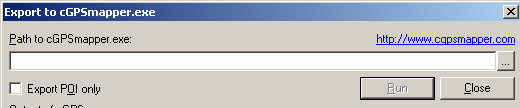 Export to cGPSmapper.exe
Path to cGPSmapper.exe: http://www.cgpsmapper.com
...
Export POI only Run Close